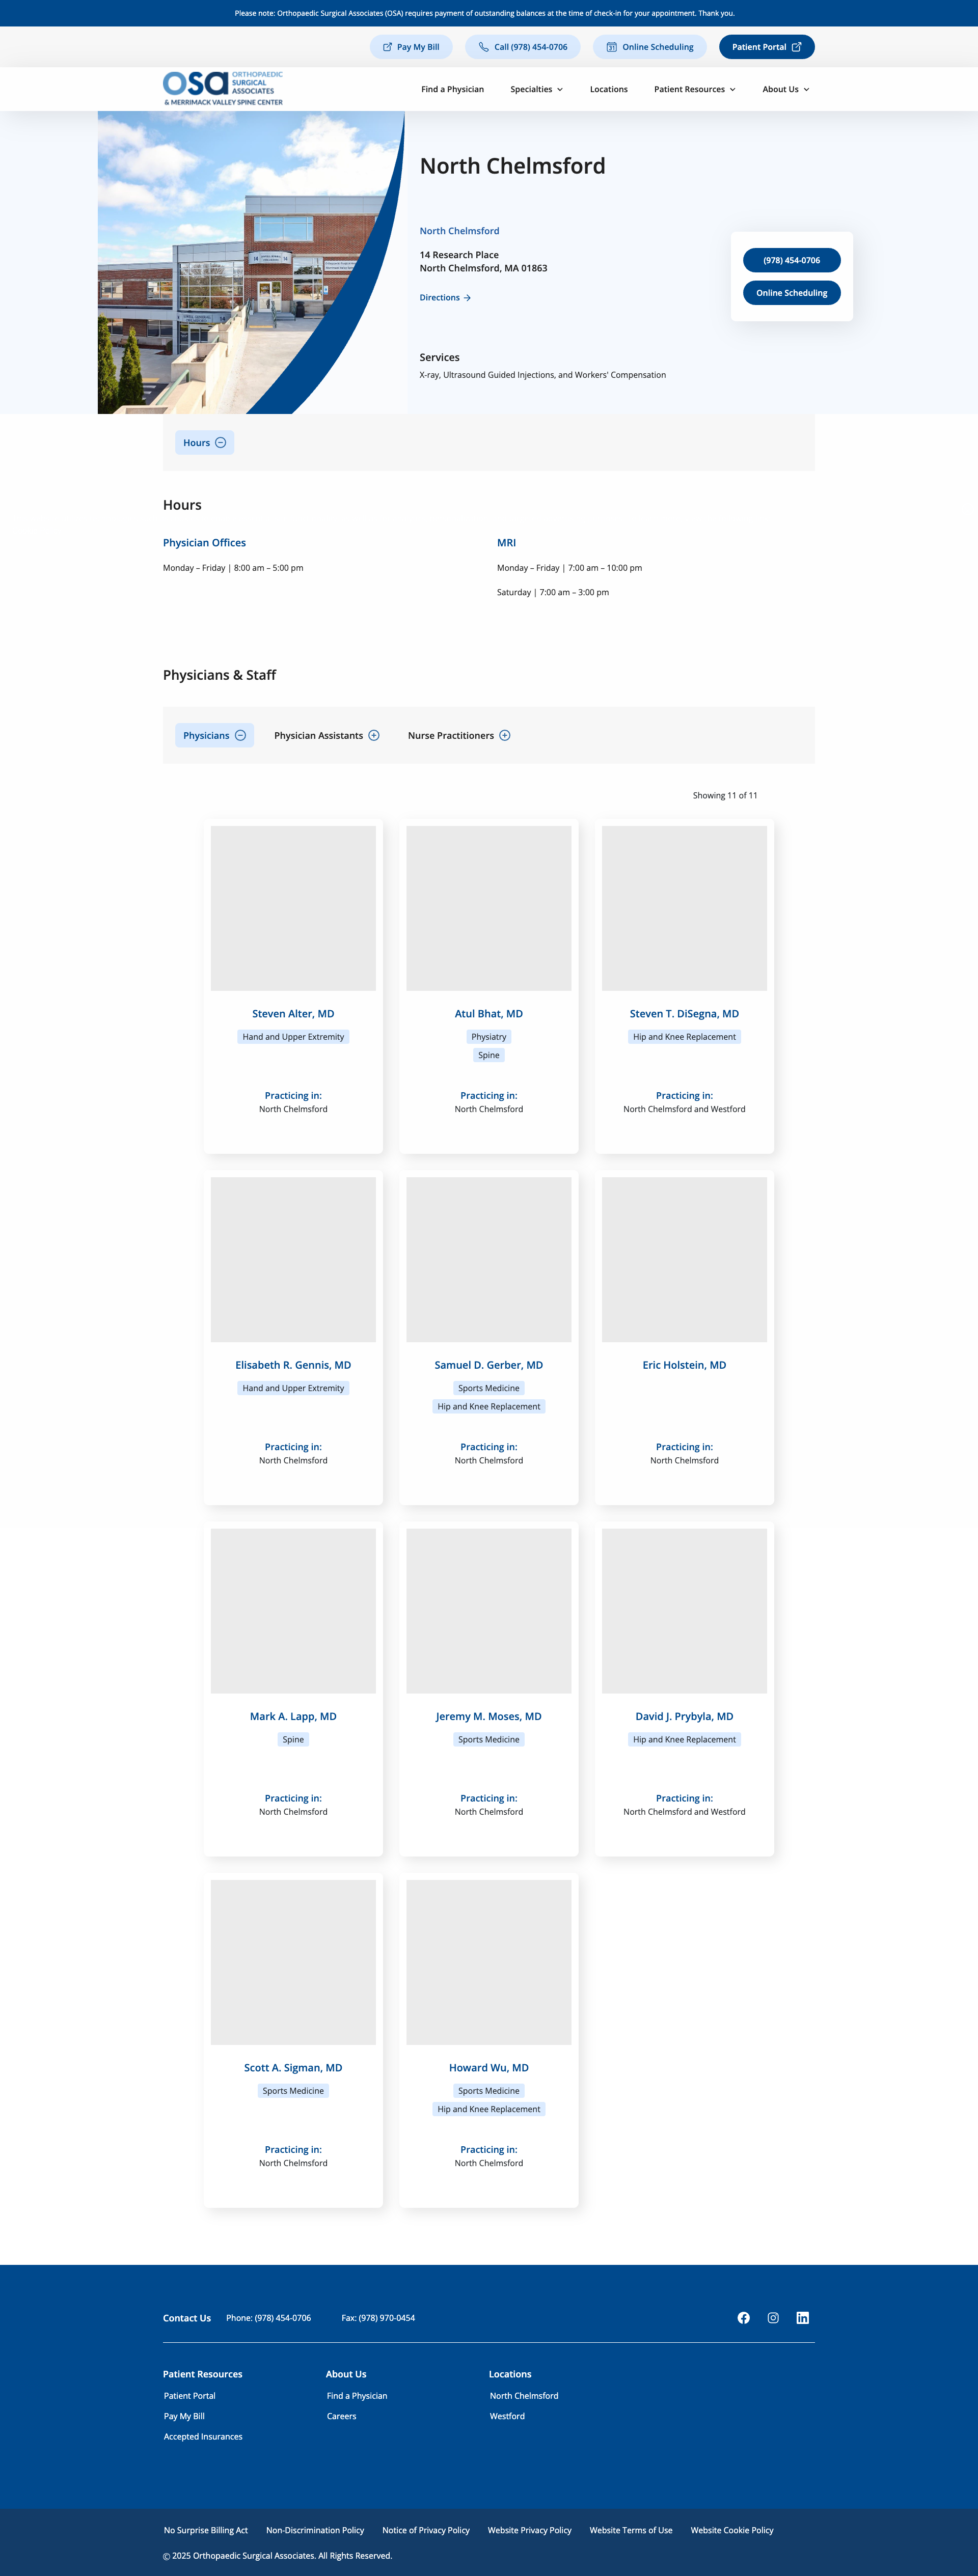 Please note: Orthopaedic Surgical Associates (OSA) requires payment of outstanding balances at the time of check-in for your appointment. Thank you.
Pay My Bill
Call (978) 454-0706
Online Scheduling
Patient Portal
OSA ORTHOPAEDIC
SURGICAL
ASSOCIATES
& MERRIMACK VALLEY SPINE CENTER
Find a Physician
Specialties
Locations
Patient Resources
About Us
North Chelmsford
North Chelmsford
14 Research Place
North Chelmsford, MA 01863
Directions
(978) 454-0706
Online Scheduling
Services
X-ray, Ultrasound Guided Injections, and Workers' Compensation
14
14
Hours
Hours
Physician Offices
Monday – Friday | 8:00 am – 5:00 pm
MRI
Monday – Friday | 7:00 am – 10:00 pm
Saturday | 7:00 am – 3:00 pm
Physicians & Staff
Physicians
Physician Assistants
Nurse Practitioners
Showing 11 of 11
Steven Alter, MD
Hand and Upper Extremity
Practicing in:
North Chelmsford
Atul Bhat, MD
Physiatry
Spine
Practicing in:
North Chelmsford
Steven T. DiSegna, MD
Hip and Knee Replacement
Practicing in:
North Chelmsford and Westford
Elisabeth R. Gennis, MD
Hand and Upper Extremity
Practicing in:
North Chelmsford
Samuel D. Gerber, MD
Sports Medicine
Hip and Knee Replacement
Practicing in:
North Chelmsford
Eric Holstein, MD
Practicing in:
North Chelmsford
Mark A. Lapp, MD
Spine
Practicing in:
North Chelmsford
Jeremy M. Moses, MD
Sports Medicine
Practicing in:
North Chelmsford
David J. Prybyla, MD
Hip and Knee Replacement
Practicing in:
North Chelmsford and Westford
Scott A. Sigman, MD
Sports Medicine
Practicing in:
North Chelmsford
Howard Wu, MD
Sports Medicine
Hip and Knee Replacement
Practicing in:
North Chelmsford
Contact Us
Phone: (978) 454-0706
Fax: (978) 970-0454
Patient Resources
Patient Portal
Pay My Bill
Accepted Insurances
About Us
Find a Physician
Careers
Locations
North Chelmsford
Westford
No Surprise Billing Act
Non-Discrimination Policy
Notice of Privacy Policy
Website Privacy Policy
Website Terms of Use
Website Cookie Policy
© 2025 Orthopaedic Surgical Associates. All Rights Reserved.